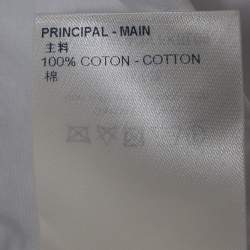 PRINCIPAL - MAIN
主料
100% COTON - COTTON
棉